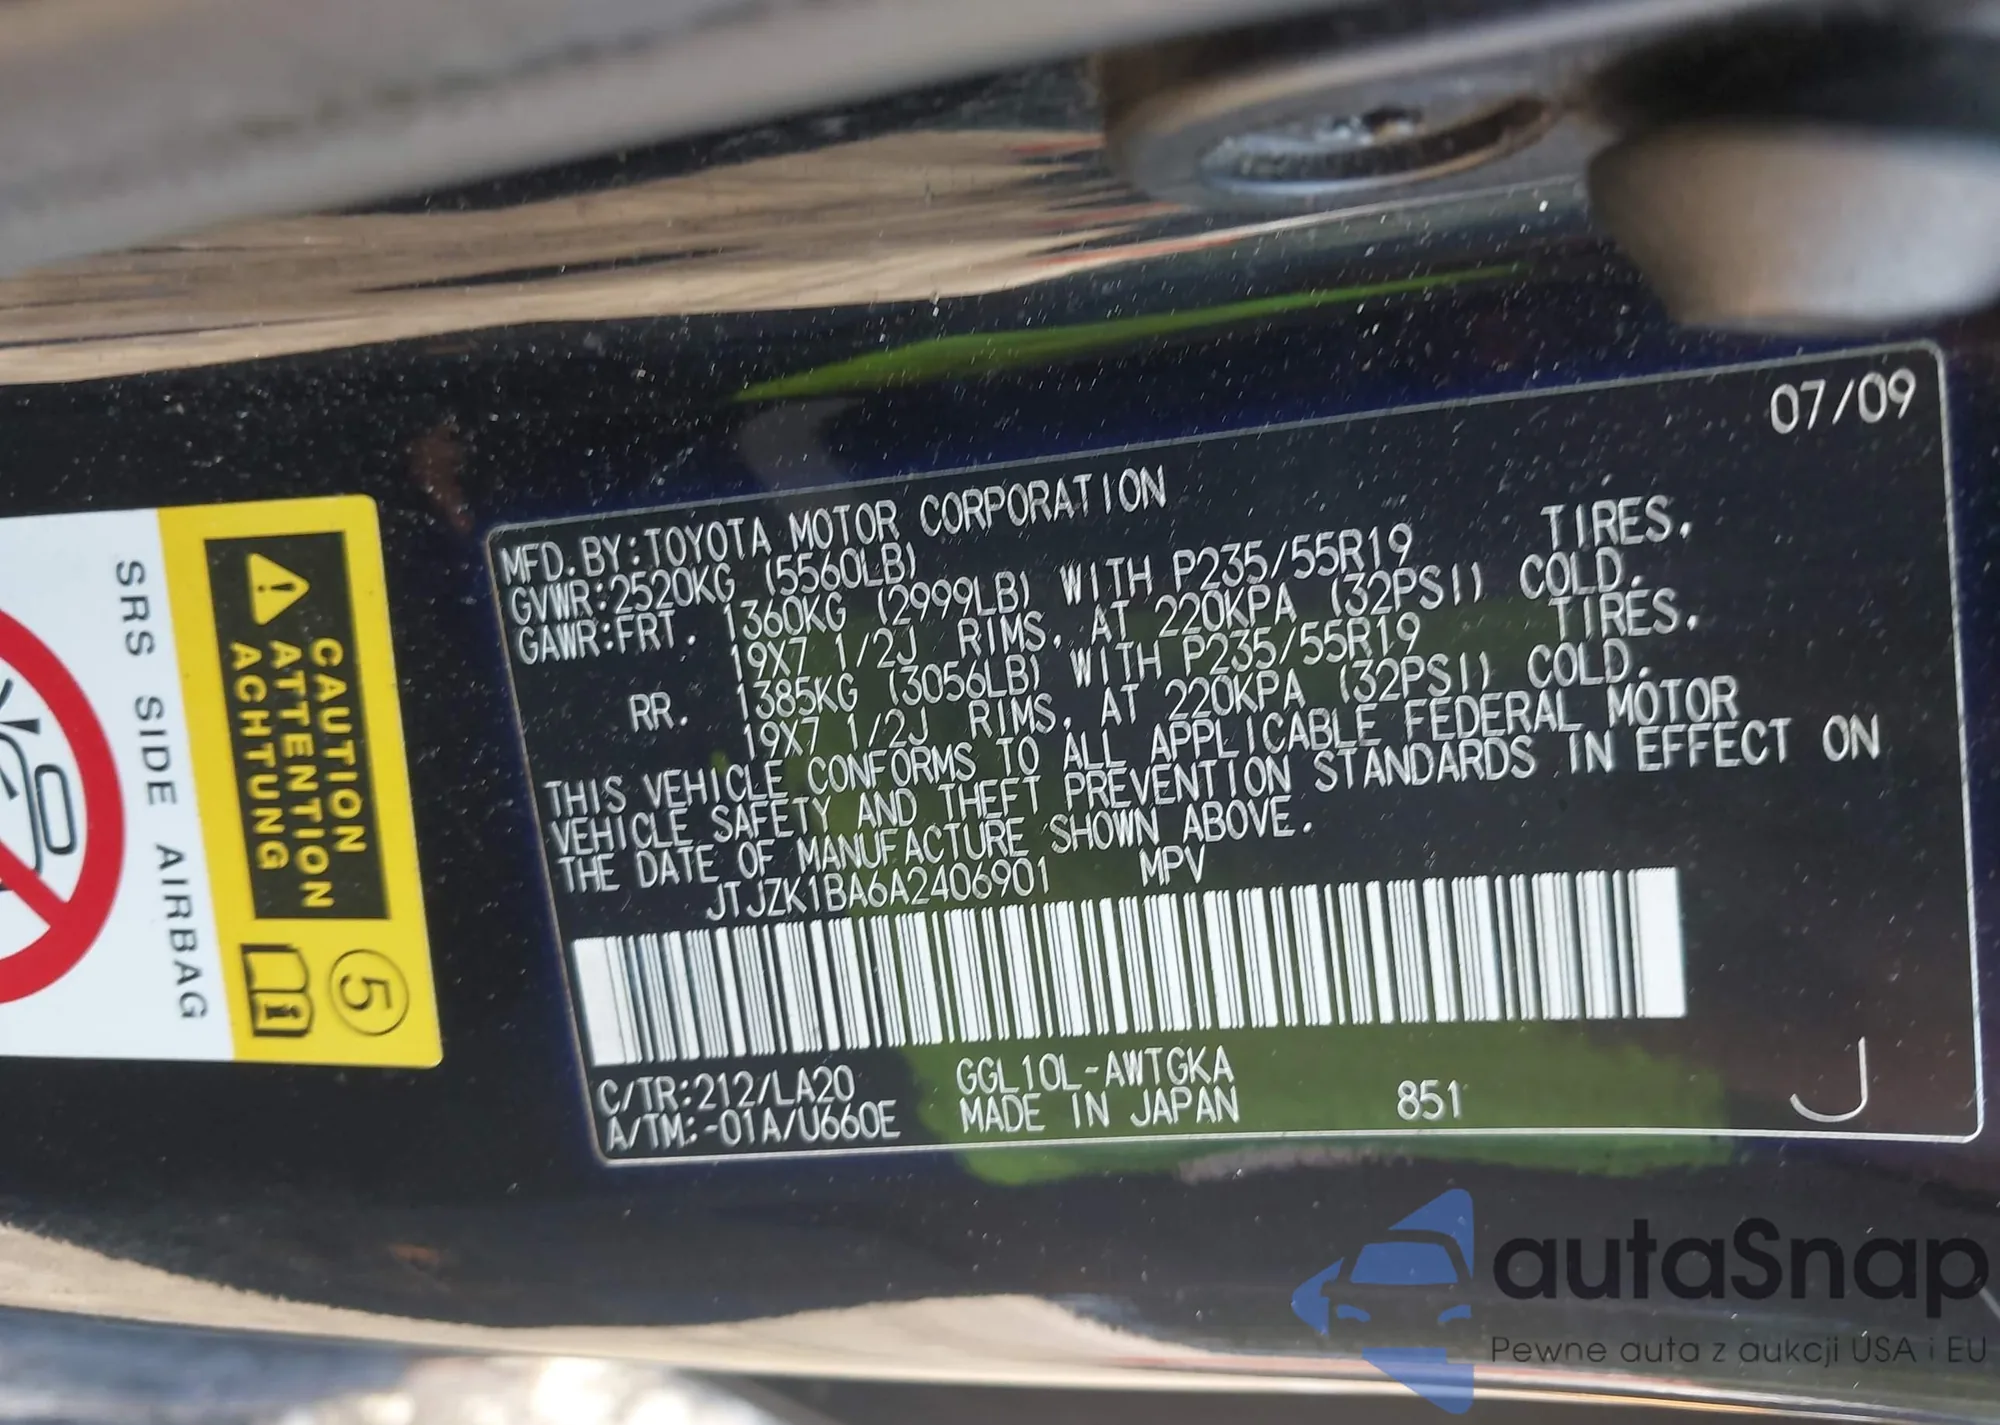 07/09
MFD.BY:TOYOTA MOTOR CORPORATION
GVWR:2520KG (5560LB)
GAWR:FRT. 1360KG (2999LB) WITH P235/55R19 TIRES,
19X7 1/2J RIMS, AT 220KPA (32PSI) COLD.
RR. 1385KG (3056LB) WITH P235/55R19 TIRES,
19X7 1/2J RIMS, AT 220KPA (32PSI) COLD.
THIS VEHICLE CONFORMS TO ALL APPLICABLE FEDERAL MOTOR
VEHICLE SAFETY AND THEFT PREVENTION STANDARDS IN EFFECT ON
THE DATE OF MANUFACTURE SHOWN ABOVE.
JTJZK1BA6A2406901 MPV
C/TR:212/LA20 GGL10L-AWTGKA
A/TM:-01A/U660E MADE IN JAPAN 851 J
CAUTION
ATTENTION
ACHTUNG
5
SRS SIDE AIRBAG
autaSnap
Pewne auta z aukcji USA i EU